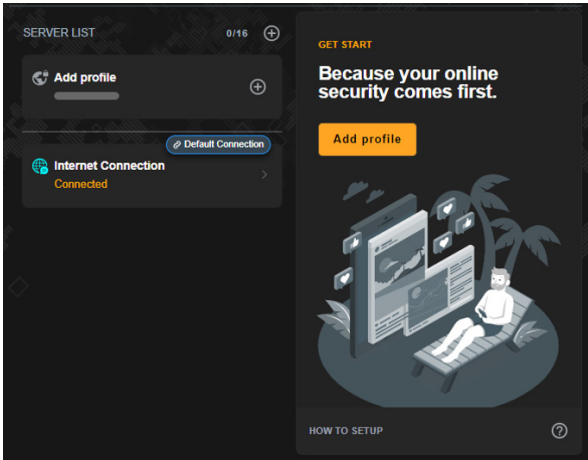 SERVER LIST
0/16
Add profile
Default Connection
Internet Connection
Connected
GET START
Because your online
security comes first.
Add profile
HOW TO SETUP